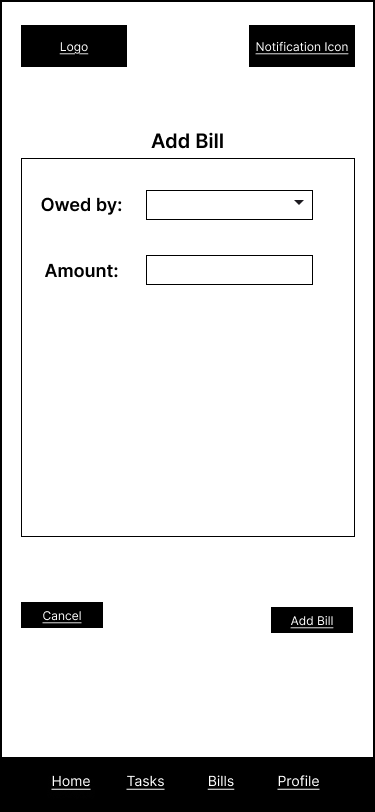 Logo
Notification Icon
Add Bill
Owed by:
Amount:
Cancel
Add Bill
Home Tasks Bills Profile